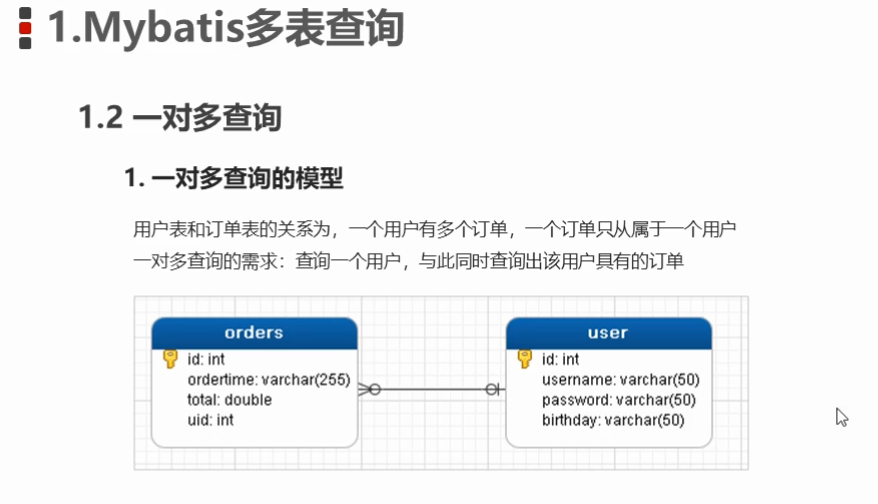 1.Mybatis多表查询
1.2 一对多查询
1. 一对多查询的模型
用户表和订单表的关系为，一个用户有多个订单，一个订单只从属于一个用户
一对多查询的需求：查询一个用户，与此同时查询出该用户具有的订单
orders
id: int
ordertime: varchar(255)
total: double
uid: int
user
id: int
username: varchar(50)
password: varchar(50)
birthday: varchar(50)